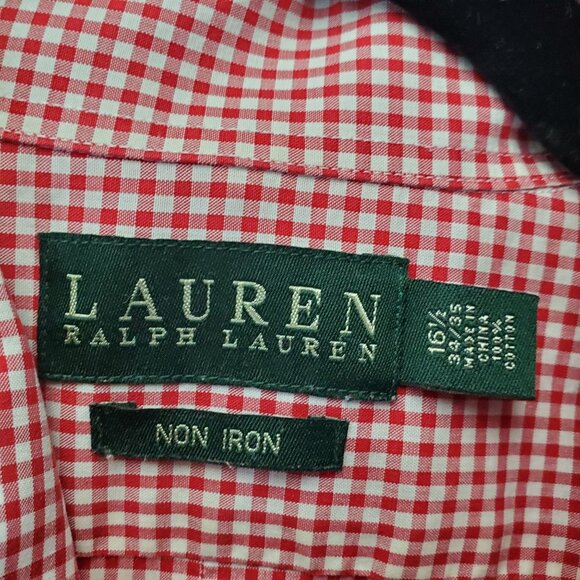 LAUREN
RALPH LAUREN
16½
34/35
MADE IN
CHINA
100%
COTTON
NON IRON